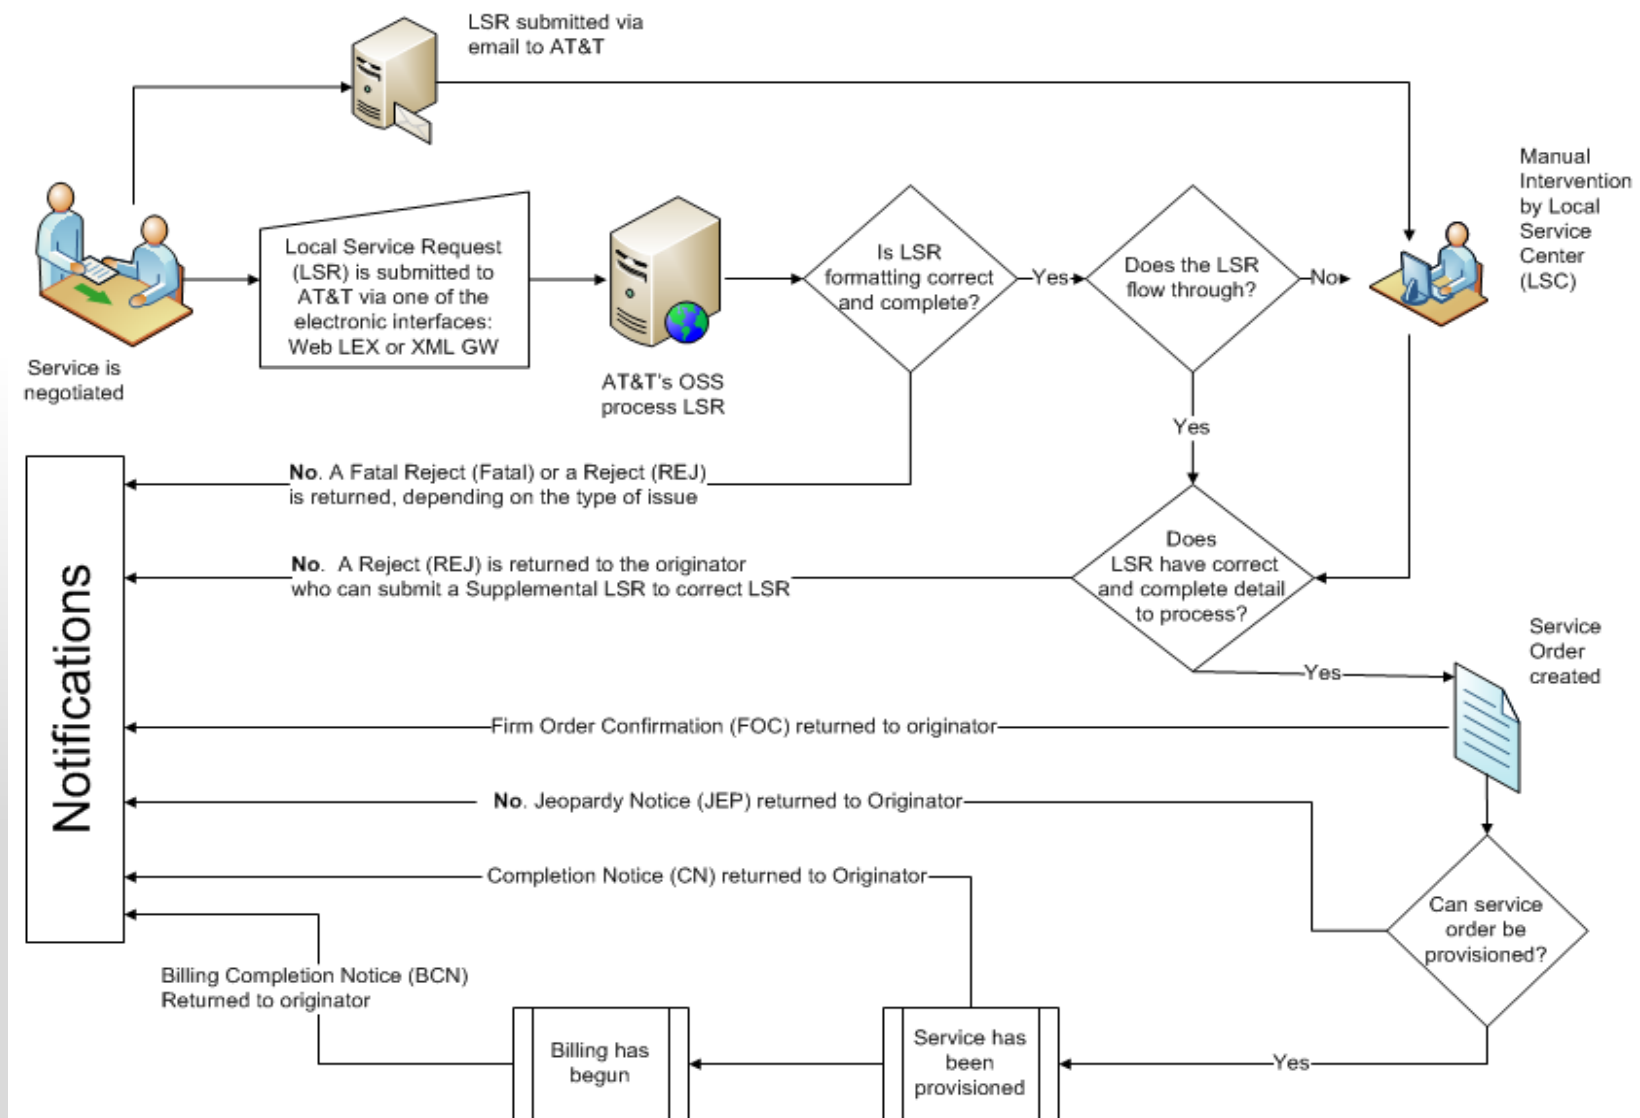 LSR submitted via
email to AT&T
Manual
Intervention
by Local
Service
Center
(LSC)
Service is
negotiated
Local Service Request
(LSR) is submitted to
AT&T via one of the
electronic interfaces:
Web LEX or XML GW
AT&T's OSS
process LSR
Is LSR
formatting correct
and complete?
Yes
Does the LSR
flow through?
No
Yes
No. A Fatal Reject (Fatal) or a Reject (REJ)
is returned, depending on the type of issue
Does
LSR have correct
and complete detail
to process?
No. A Reject (REJ) is returned to the originator
who can submit a Supplemental LSR to correct LSR
Yes
Service
Order
created
Notifications
Firm Order Confirmation (FOC) returned to originator
No. Jeopardy Notice (JEP) returned to Originator
Completion Notice (CN) returned to Originator
Can service
order be
provisioned?
Billing Completion Notice (BCN)
Returned to originator
Billing has
begun
Service has
been
provisioned
Yes